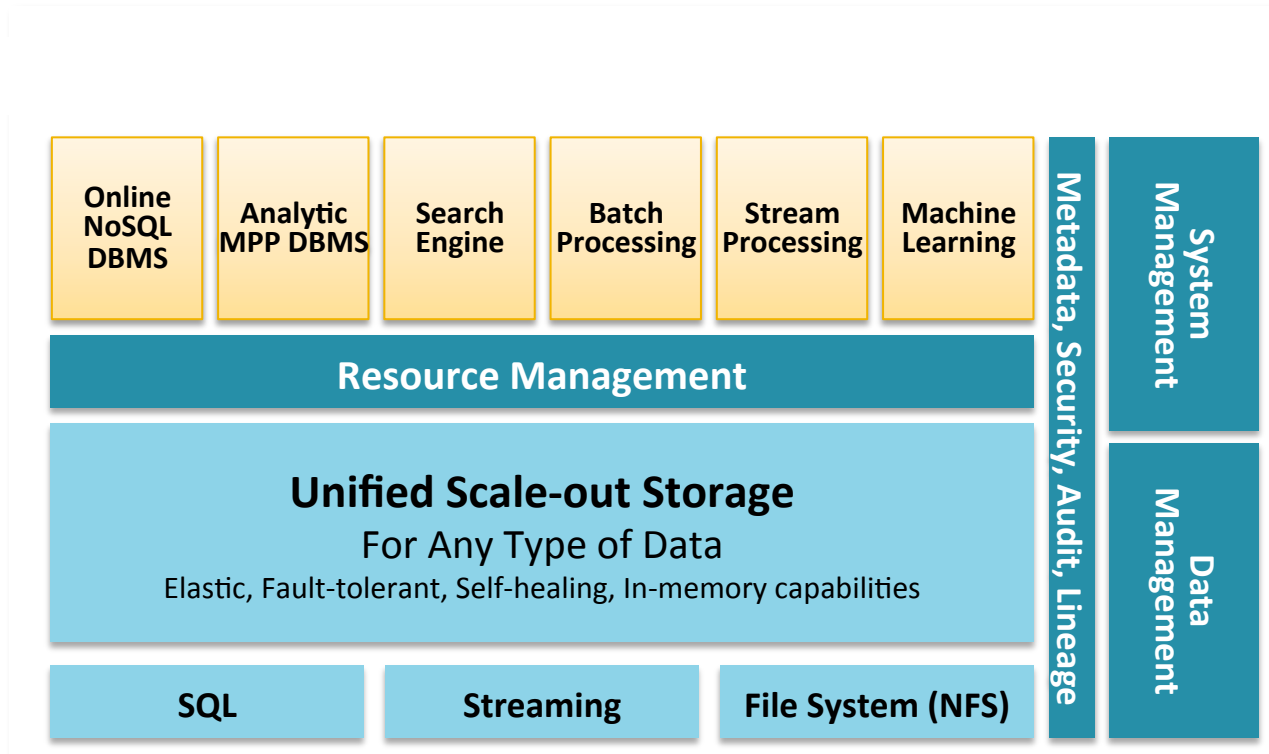 Online
NoSQL
DBMS
Analytic
MPP DBMS
Search
Engine
Batch
Processing
Stream
Processing
Machine
Learning
Resource Management
Unified Scale-out Storage
For Any Type of Data
Elastic, Fault-tolerant, Self-healing, In-memory capabilities
SQL
Streaming
File System (NFS)
Metadata, Security, Audit, Lineage
System
Management
Data
Management